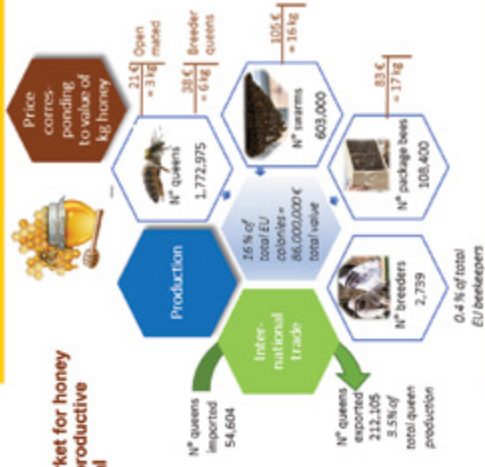 ket for honey
roductive
l
Price
corres-
ponding
to value of
kg honey
21 €
= 3 kg
Open
mated
38 €
= 6 kg
Breeder
queens
N° queens
1,772,975
105 €
= 16 kg
N° swarms
603,000
83 €
= 17 kg
N° package bees
108,400
Production
16 % of
total EU
colonies =
86,000,000 €
total value
Inter-
national
trade
N° breeders
2,739
0.4 % of total
EU beekeepers
N° queens
imported
54,604
N° queens
exported
212,105
3.5% of
total queen
production